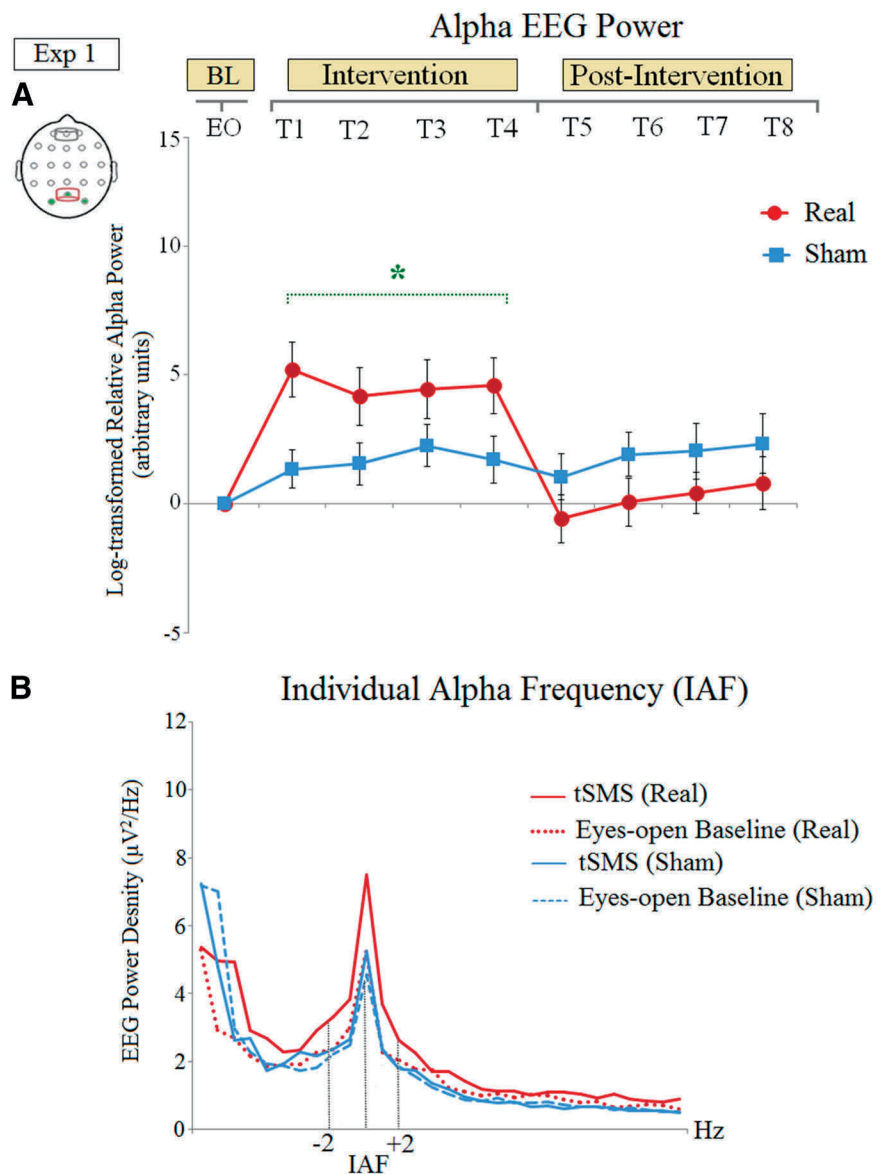 Alpha EEG Power
Exp 1
BL Intervention Post-Intervention
A
EO T1 T2 T3 T4 T5 T6 T7 T8
15
10
5
0
-5
Log-transformed Relative Alpha Power
(arbitrary units)
Real
Sham
*
B
Individual Alpha Frequency (IAF)
12
10
8
6
4
2
0
EEG Power Desnity (µV²/Hz)
tSMS (Real)
Eyes-open Baseline (Real)
tSMS (Sham)
Eyes-open Baseline (Sham)
Hz
-2 +2
IAF